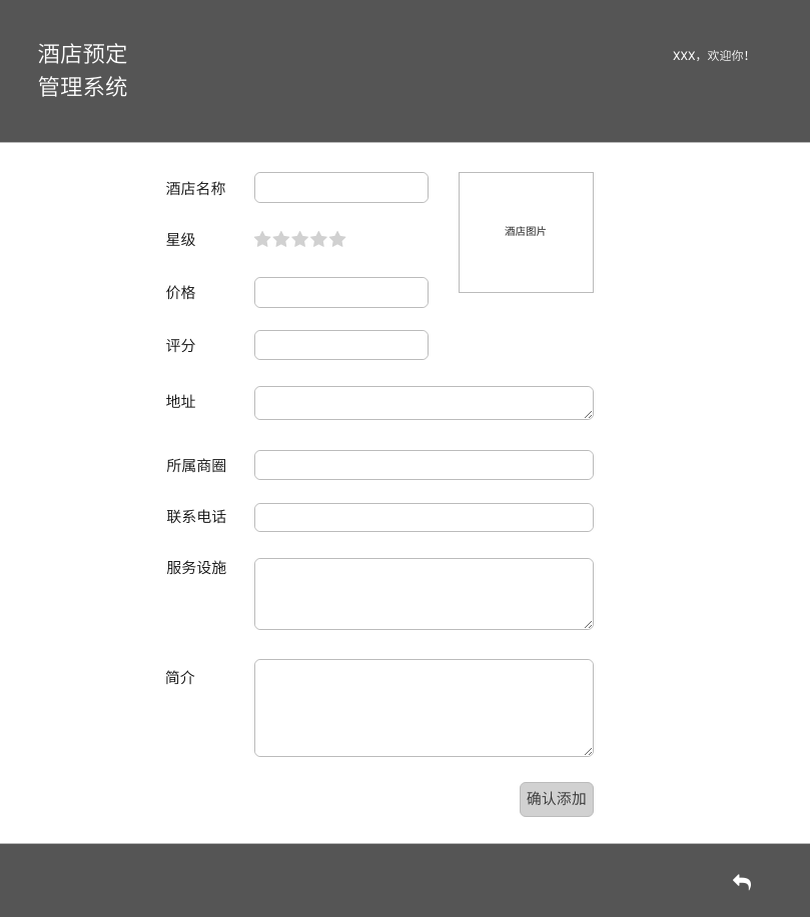 酒店预定
管理系统
XXX，欢迎你！
酒店名称
酒店图片
星级
价格
评分
地址
所属商圈
联系电话
服务设施
简介
确认添加